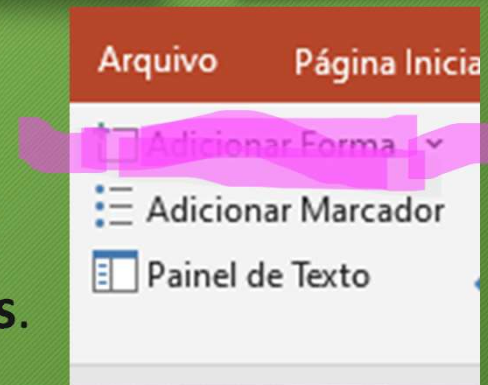 Arquivo Página Inicia
Adicionar Forma
Adicionar Marcador
Painel de Texto
s.